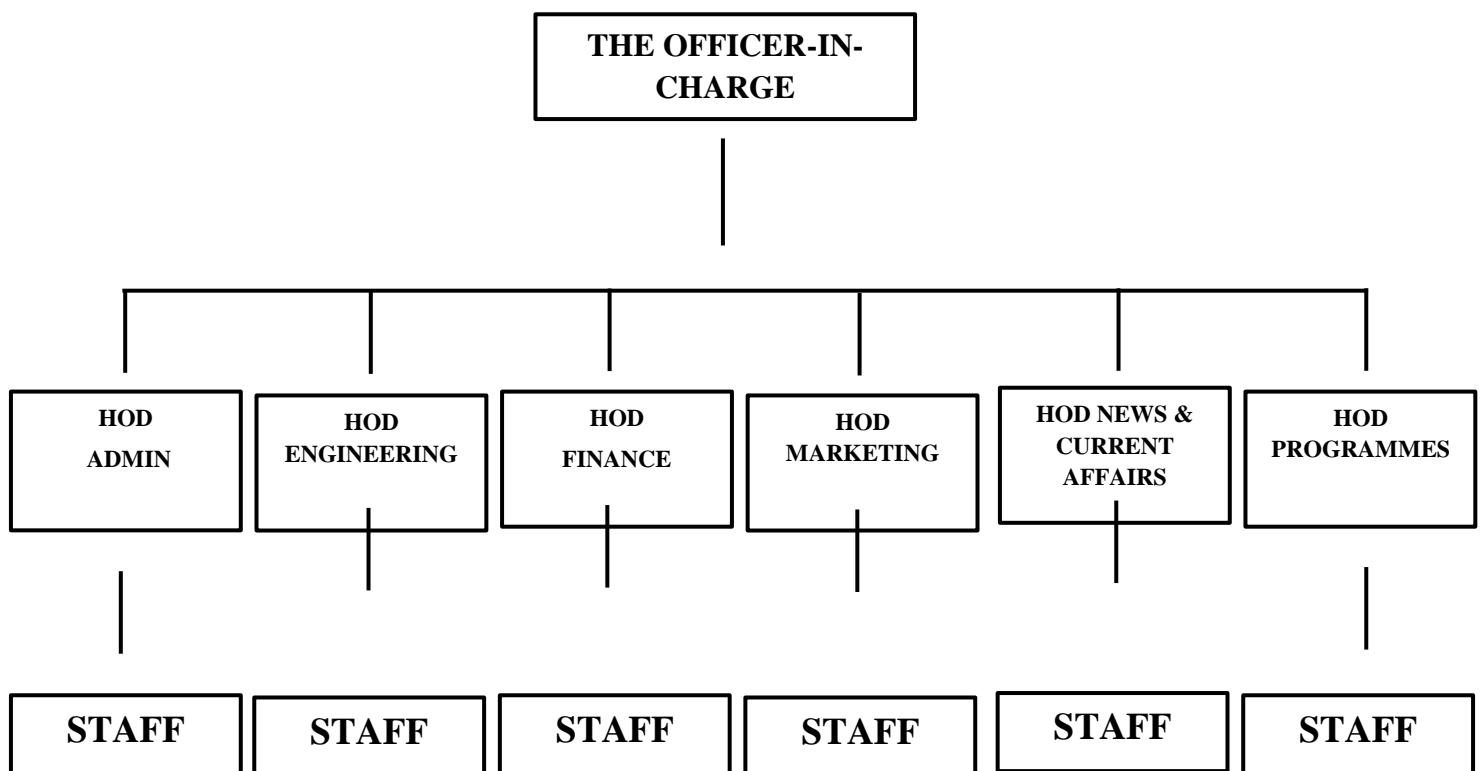 THE OFFICER-IN-
CHARGE
HOD
ADMIN
HOD
ENGINEERING
HOD
FINANCE
HOD
MARKETING
HOD NEWS &
CURRENT
AFFAIRS
HOD
PROGRAMMES
STAFF
STAFF
STAFF
STAFF
STAFF
STAFF